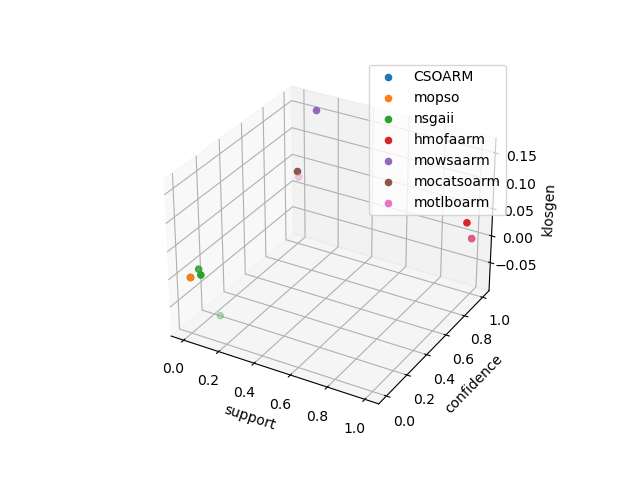 CSOARM
mopso
nsgaii
hmofaarm
mowsaarm
mocatsoarm
motlboarm
0.15
0.10
0.05
0.00
−0.05
klosgen
0.0
0.2
0.4
0.6
0.8
1.0
support
0.0
0.2
0.4
0.6
0.8
1.0
confidence